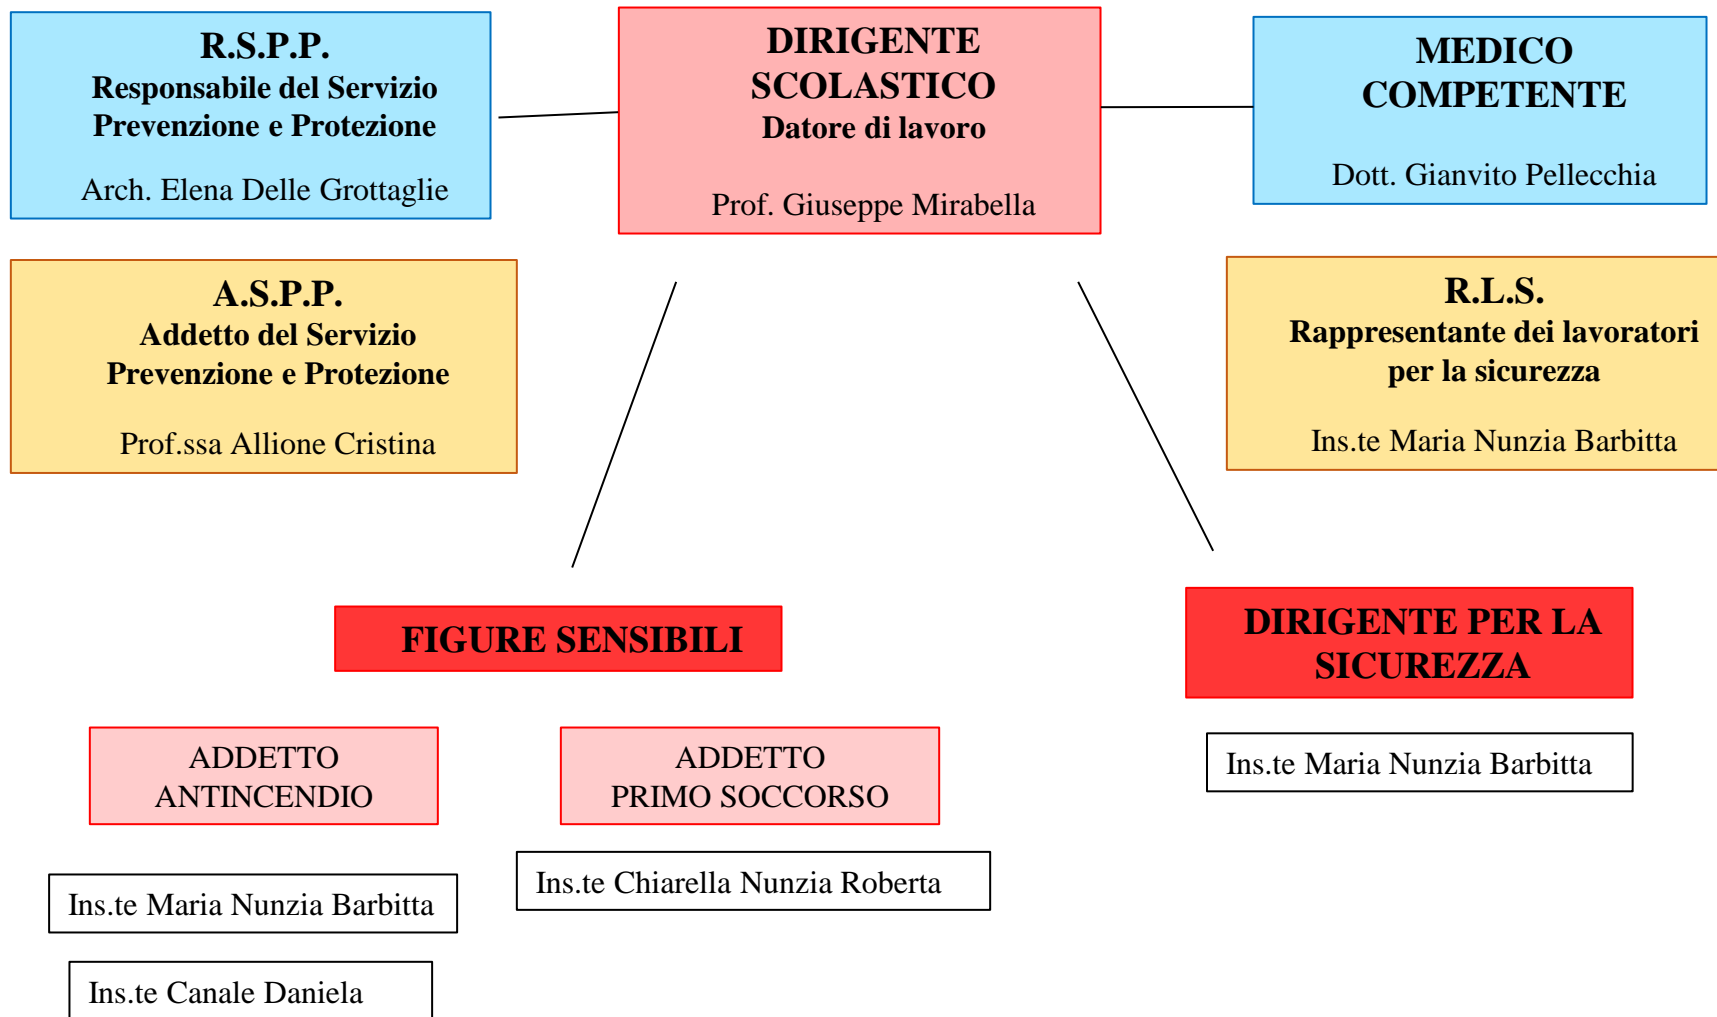 R.S.P.P.
Responsabile del Servizio
Prevenzione e Protezione
Arch. Elena Delle Grottaglie
DIRIGENTE
SCOLASTICO
Datore di lavoro
Prof. Giuseppe Mirabella
MEDICO
COMPETENTE
Dott. Gianvito Pellecchia
A.S.P.P.
Addetto del Servizio
Prevenzione e Protezione
Prof.ssa Allione Cristina
R.L.S.
Rappresentante dei lavoratori
per la sicurezza
Ins.te Maria Nunzia Barbitta
FIGURE SENSIBILI
DIRIGENTE PER LA
SICUREZZA
Ins.te Maria Nunzia Barbitta
ADDETTO
ANTINCENDIO
Ins.te Maria Nunzia Barbitta
Ins.te Canale Daniela
ADDETTO
PRIMO SOCCORSO
Ins.te Chiarella Nunzia Roberta